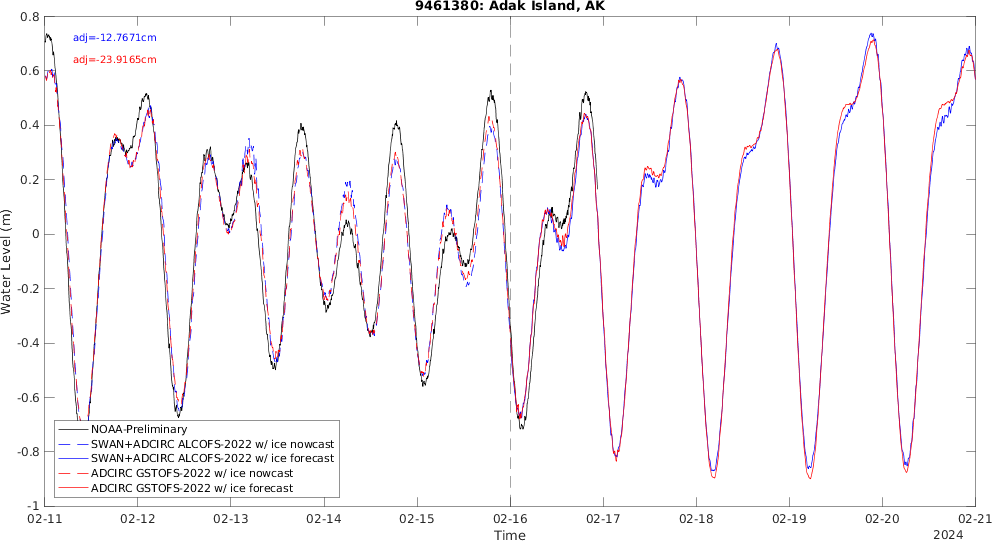 9461380: Adak Island, AK
adj=-12.7671cm
adj=-23.9165cm
0.8
0.6
0.4
0.2
0
-0.2
-0.4
-0.6
-0.8
-1
Water Level (m)
NOAA-Preliminary
SWAN+ADCIRC ALCOFS-2022 w/ ice nowcast
SWAN+ADCIRC ALCOFS-2022 w/ ice forecast
ADCIRC GSTOFS-2022 w/ ice nowcast
ADCIRC GSTOFS-2022 w/ ice forecast
02-11 02-12 02-13 02-14 02-15 02-16 02-17 02-18 02-19 02-20 02-21
Time
2024